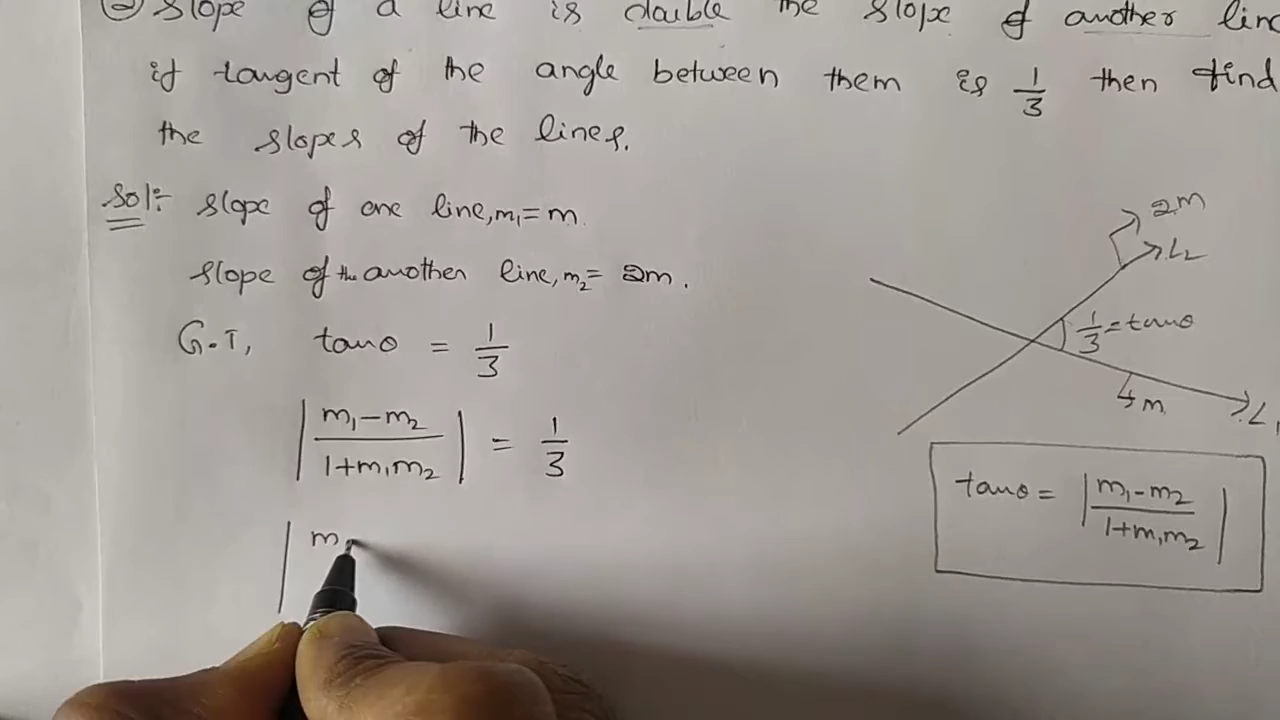 ② Slope of a line is double the slope of another line
if tangent of the angle between them is 1/3 then find
the slopes of the lines.
Sol:- slope of one line, m₁ = m.
slope of the another line, m₂ = 2m.
G.T, tanθ = 1/3
| m₁-m₂ / 1+m₁m₂ | = 1/3
| m
2m
L₂
1/3 = tanθ
m
L₁
tanθ = | m₁-m₂ / 1+m₁m₂ |